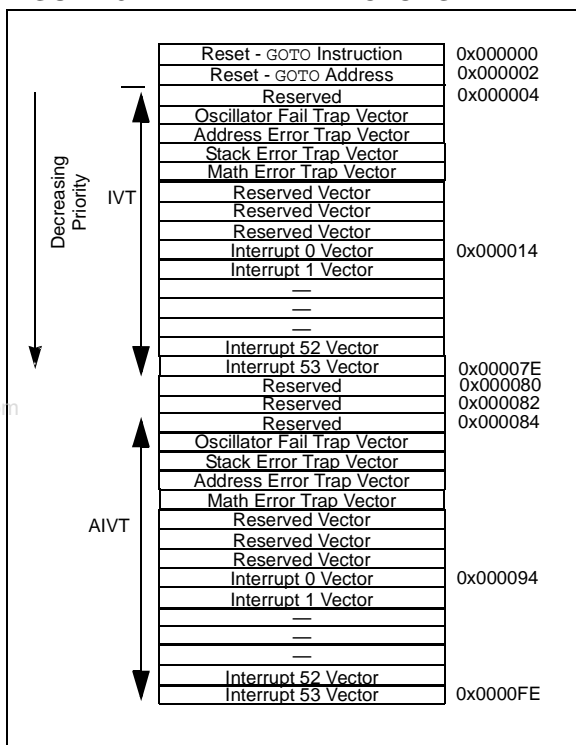 Reset - GOTO Instruction 0x000000
Reset - GOTO Address 0x000002
Reserved 0x000004
Oscillator Fail Trap Vector
Address Error Trap Vector
Stack Error Trap Vector
Math Error Trap Vector
Decreasing
Priority
IVT
Reserved Vector
Reserved Vector
Reserved Vector
Interrupt 0 Vector 0x000014
Interrupt 1 Vector
—
—
—
Interrupt 52 Vector
Interrupt 53 Vector 0x00007E
Reserved 0x000080
Reserved 0x000082
Reserved 0x000084
Oscillator Fail Trap Vector
Stack Error Trap Vector
Address Error Trap Vector
Math Error Trap Vector
AIVT
Reserved Vector
Reserved Vector
Reserved Vector
Interrupt 0 Vector 0x000094
Interrupt 1 Vector
—
—
—
Interrupt 52 Vector
Interrupt 53 Vector 0x0000FE